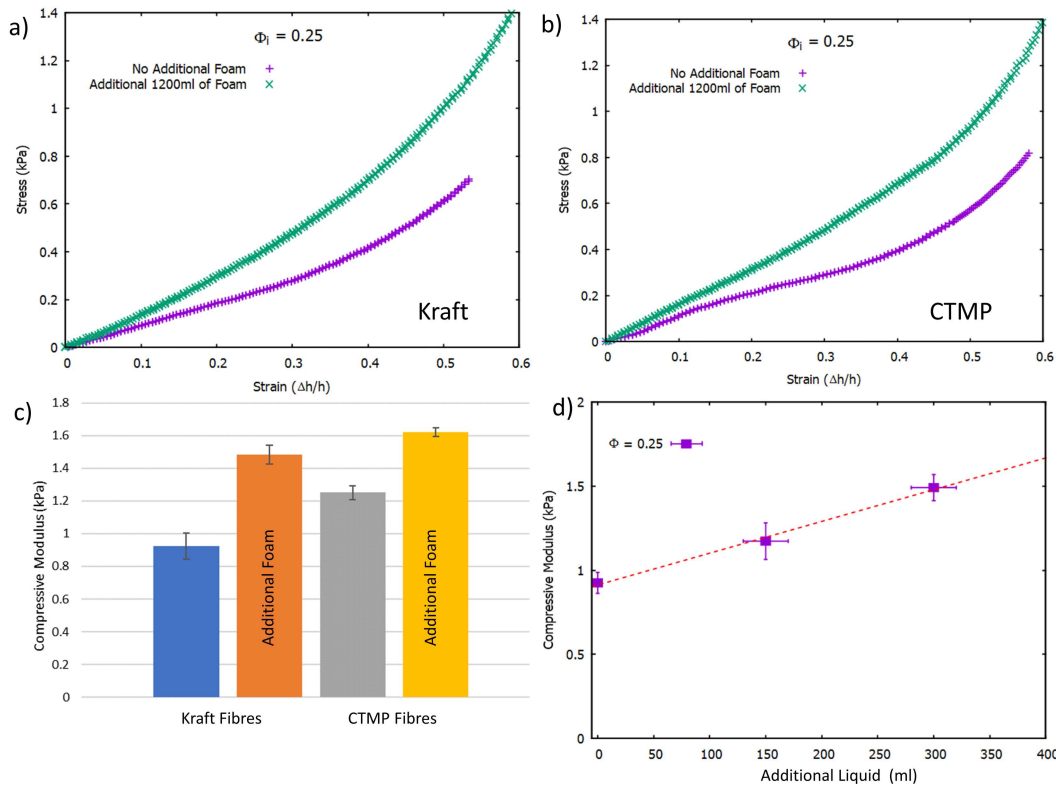 a)
Φi = 0.25
No Additional Foam
Additional 1200ml of Foam
Kraft
Stress (kPa)
1.4
1.2
1
0.8
0.6
0.4
0.2
0
0
0.1
0.2
0.3
0.4
0.5
0.6
Strain (Δh/h)
b)
Φi = 0.25
No Additional Foam
Additional 1200ml of Foam
CTMP
Stress (kPa)
1.4
1.2
1
0.8
0.6
0.4
0.2
0
0
0.1
0.2
0.3
0.4
0.5
0.6
Strain (Δh/h)
c)
Compressive Modulus (kPa)
1.8
1.6
1.4
1.2
1
0.8
0.6
0.4
0.2
0
Additional Foam
Additional Foam
Kraft Fibres
CTMP Fibres
d)
Φ = 0.25
Compressive Modulus (kPa)
2
1.5
1
0.5
0
0
50
100
150
200
250
300
350
400
Additional Liquid (ml)